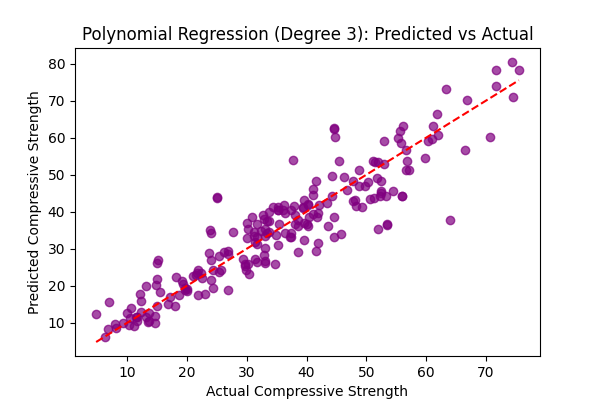 Polynomial Regression (Degree 3): Predicted vs Actual
Predicted Compressive Strength
80
70
60
50
40
30
20
10
10 20 30 40 50 60 70
Actual Compressive Strength